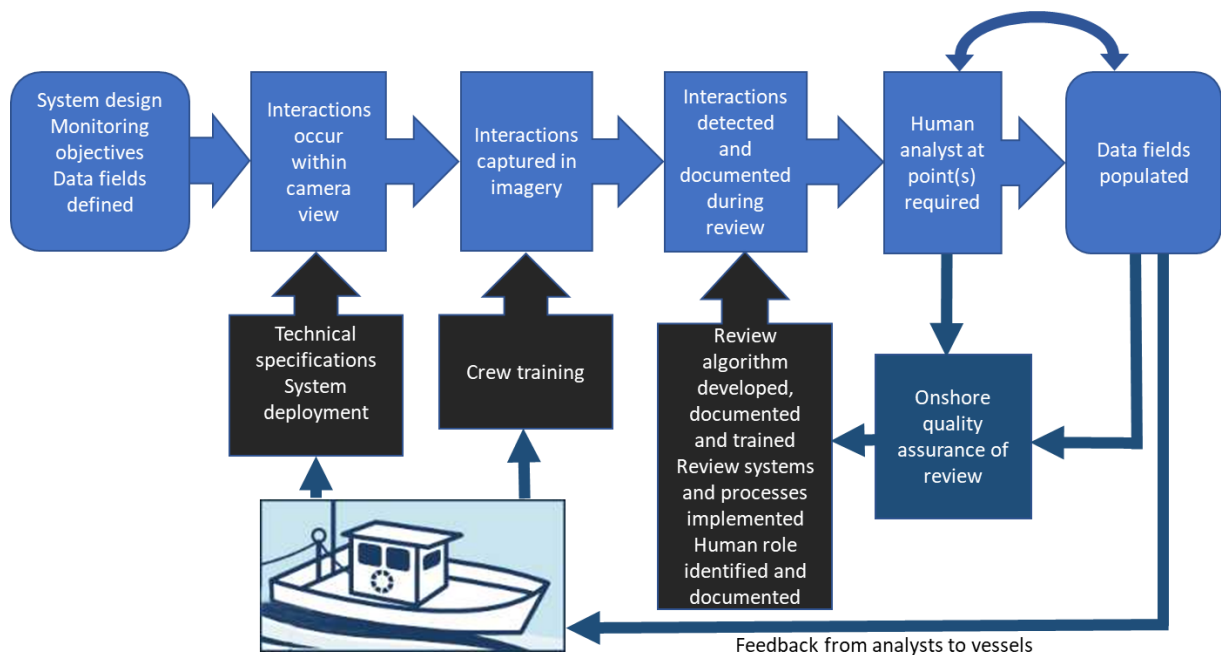 System design
Monitoring
objectives
Data fields
defined
Interactions
occur
within
camera
view
Interactions
captured in
imagery
Interactions
detected
and
documented
during
review
Human
analyst at
point(s)
required
Data fields
populated
Technical
specifications
System
deployment
Crew training
Review
algorithm
developed,
documented
and trained
Review systems
and processes
implemented
Human role
identified and
documented
Onshore
quality
assurance of
review
Feedback from analysts to vessels